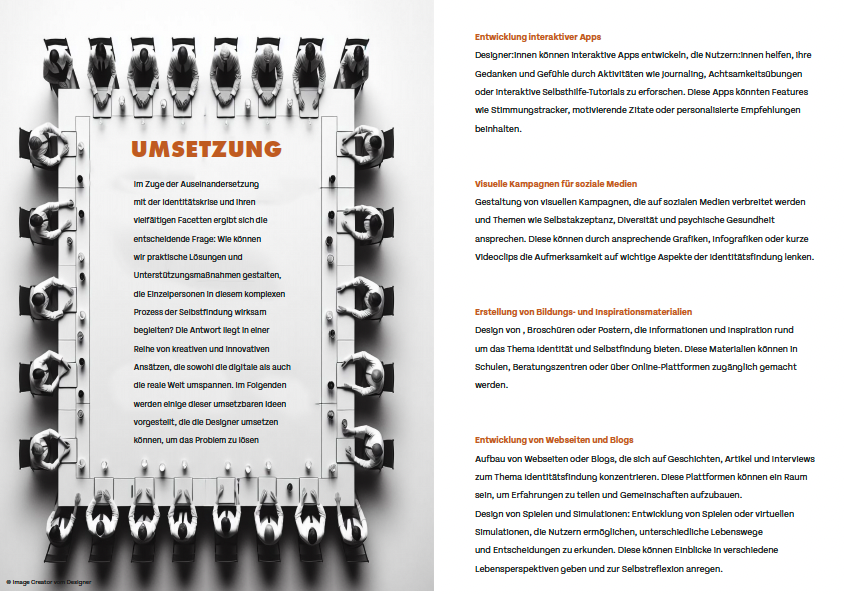 UMSETZUNG
Im Zuge der Auseinandersetzung
mit der Identitätskrise und ihren
vielfältigen Facetten ergibt sich die
entscheidende Frage: Wie können
wir praktische Lösungen und
Unterstützungsmaßnahmen gestalten,
die Einzelpersonen in diesem komplexen
Prozess der Selbstfindung wirksam
begleiten? Die Antwort liegt in einer
Reihe von kreativen und innovativen
Ansätzen, die sowohl die digitale als auch
die reale Welt umspannen. Im Folgenden
werden einige dieser umsetzbaren Ideen
vorgestellt, die die Designer umsetzen
können, um das Problem zu lösen
© Image Creator von Designer
Entwicklung interaktiver Apps
Designer:innen können interaktive Apps entwickeln, die Nutzern:innen helfen, ihre
Gedanken und Gefühle durch Aktivitäten wie Journaling, Achtsamkeitsübungen
oder interaktive Selbsthilfe-Tutorials zu erforschen. Diese Apps könnten Features
wie Stimmungstracker, motivierende Zitate oder personalisierte Empfehlungen
beinhalten.
Visuelle Kampagnen für soziale Medien
Gestaltung von visuellen Kampagnen, die auf sozialen Medien verbreitet werden
und Themen wie Selbstakzeptanz, Diversität und psychische Gesundheit
ansprechen. Diese können durch ansprechende Grafiken, Infografiken oder kurze
Videoclips die Aufmerksamkeit auf wichtige Aspekte der Identitätsfindung lenken.
Erstellung von Bildungs- und Inspirationsmaterialien
Design von , Broschüren oder Postern, die Informationen und Inspiration rund
um das Thema Identität und Selbstfindung bieten. Diese Materialien können in
Schulen, Beratungszentren oder über Online-Plattformen zugänglich gemacht
werden.
Entwicklung von Webseiten und Blogs
Aufbau von Webseiten oder Blogs, die sich auf Geschichten, Artikel und Interviews
zum Thema Identitätsfindung konzentrieren. Diese Plattformen können ein Raum
sein, um Erfahrungen zu teilen und Gemeinschaften aufzubauen.
Design von Spielen und Simulationen: Entwicklung von Spielen oder virtuellen
Simulationen, die Nutzern ermöglichen, unterschiedliche Lebenswege
und Entscheidungen zu erkunden. Diese können Einblicke in verschiedene
Lebensperspektiven geben und zur Selbstreflexion anregen.